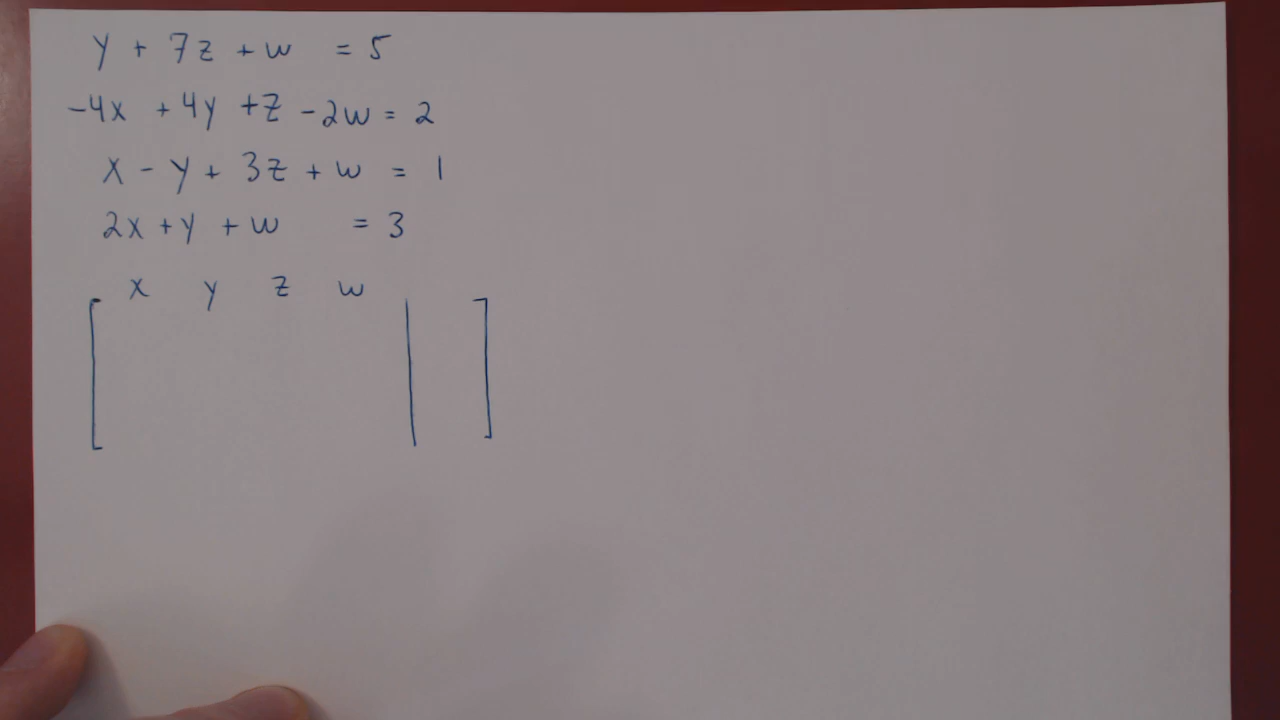 y + 7z + w = 5
-4x + 4y + z - 2w = 2
x - y + 3z + w = 1
2x + y + w = 3
x y z w